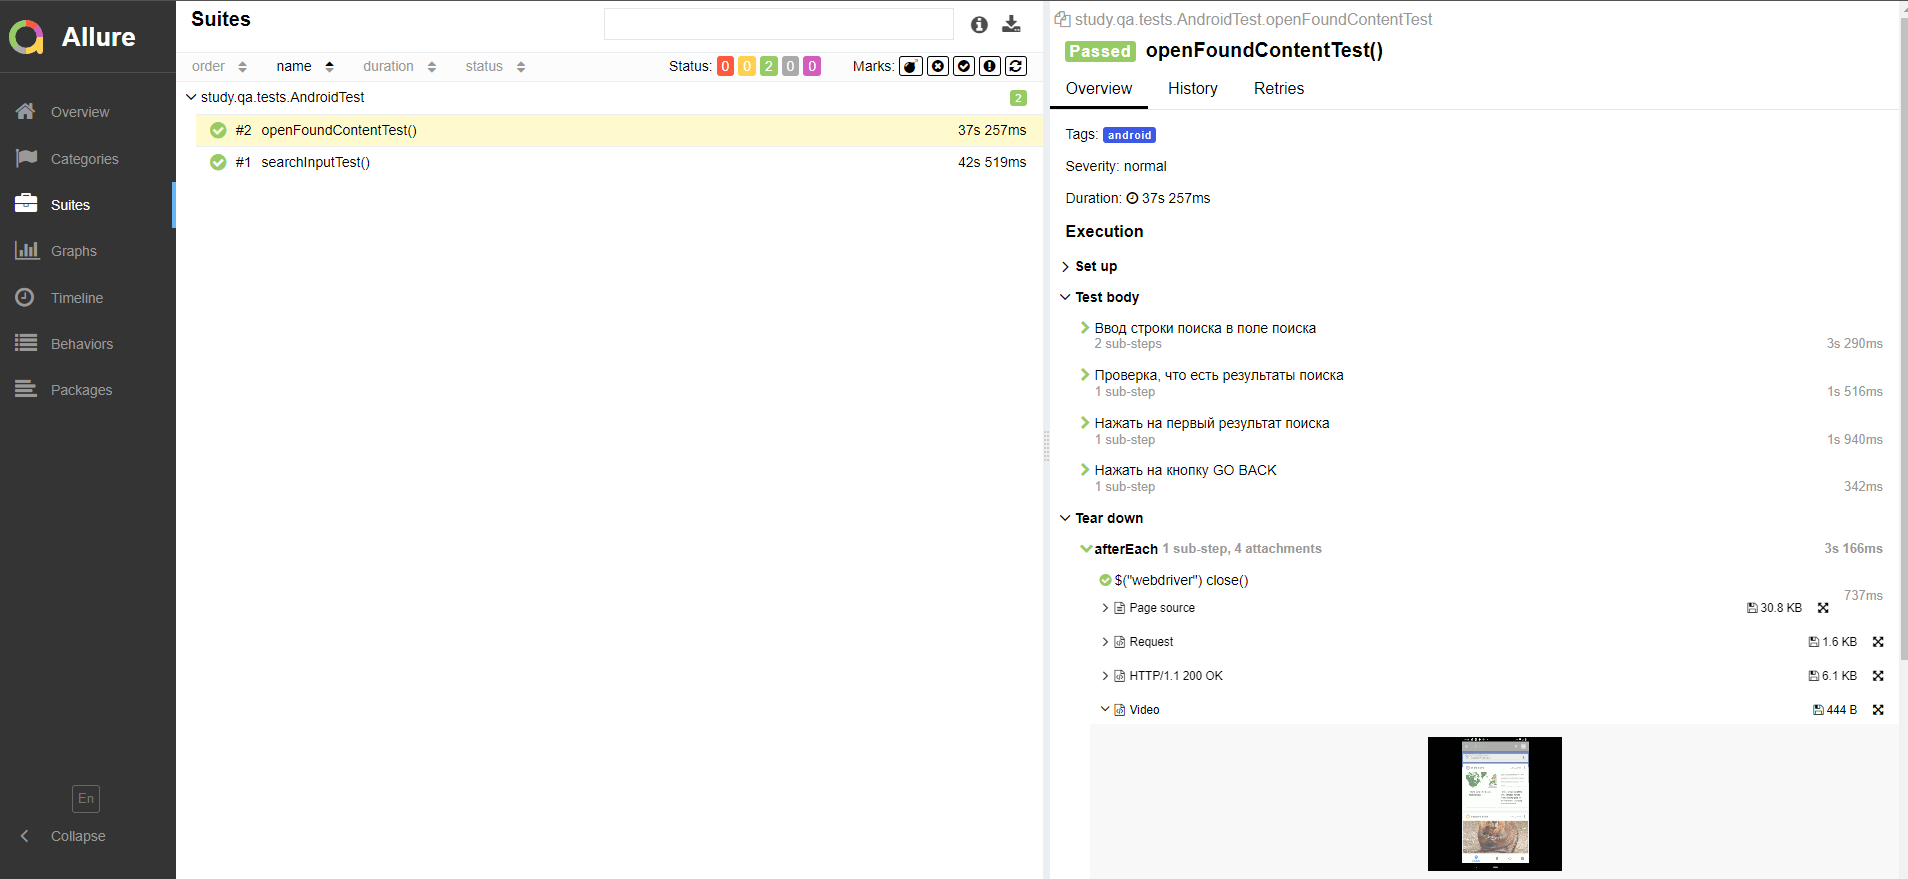 Allure
Overview
Categories
Suites
Graphs
Timeline
Behaviors
Packages
En
Collapse
Suites
order name duration status Status: 0 0 2 0 0 Marks:
study.qa.tests.AndroidTest 2
#2 openFoundContentTest() 37s 257ms
#1 searchInputTest() 42s 519ms
study.qa.tests.AndroidTest.openFoundContentTest
Passed openFoundContentTest()
Overview History Retries
Tags: android
Severity: normal
Duration: 37s 257ms
Execution
Set up
Test body
Ввод строки поиска в поле поиска
2 sub-steps 3s 290ms
Проверка, что есть результаты поиска
1 sub-step 1s 516ms
Нажать на первый результат поиска
1 sub-step 1s 940ms
Нажать на кнопку GO BACK
1 sub-step 342ms
Tear down
afterEach 1 sub-step, 4 attachments 3s 166ms
$("webdriver") close()
737ms
Page source 30.8 KB
Request 1.6 KB
HTTP/1.1 200 OK 6.1 KB
Video 444 B